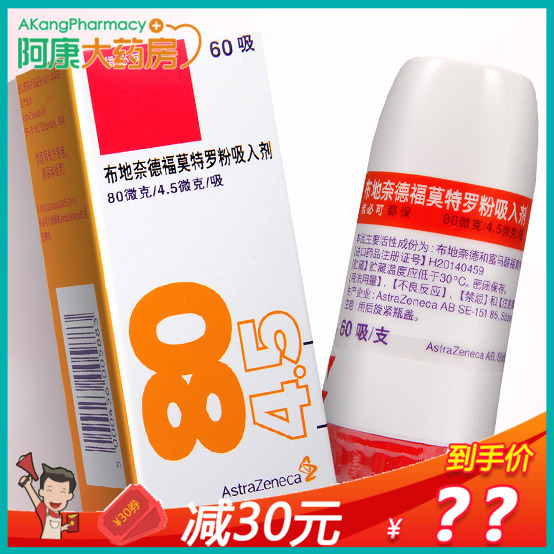 AKangPharmacy
阿康大药房
60吸
布地奈德福莫特罗粉吸入剂
80微克/4.5微克/吸
80
4.5
AstraZeneca
布地奈德福莫特罗粉吸入剂
信必可 都保
80微克/4.5微克
本品主要活性成份为：布地奈德和富马酸福莫
进口药品注册证号】H20140459
贮藏】贮藏温度应低于30°C。密闭保存。
用法用量】、【不良反应】、【禁忌】和【注意
生产企业：AstraZeneca AB SE-151 85,
注意：用后旋紧瓶盖。
60吸/支
AstraZeneca AB,
到手价
¥30券
减30元
¥ ??